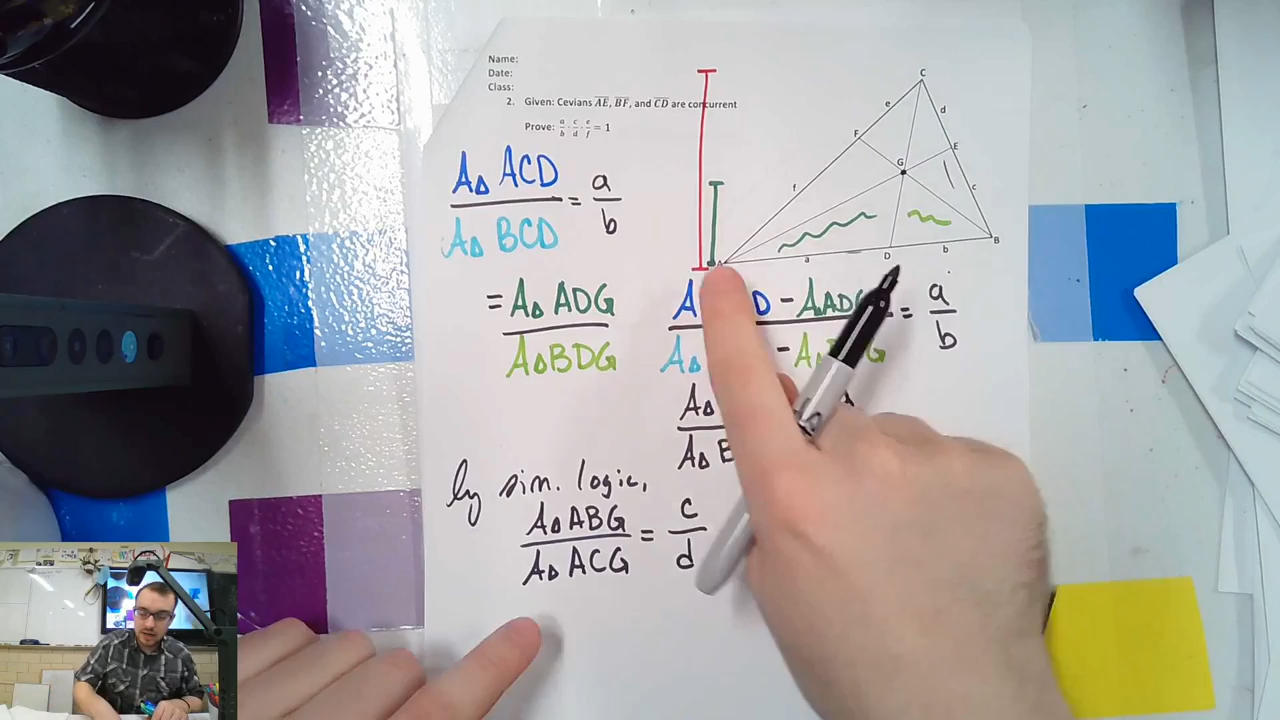 Name:
Date:
Class:
2. Given: Cevians AE, BF, and CD are concurrent
Prove: a/b · c/d · e/f = 1
A△ ACD / A△ BCD = a/b
= A△ ADG / A△ BDG
A D - A△ADG / A△ - A G = a/b
A△ / A△ B
by sim. logic,
A△ ABG / A△ ACG = c/d
C
e
d
F
E
G
f
c
B
a
D
b